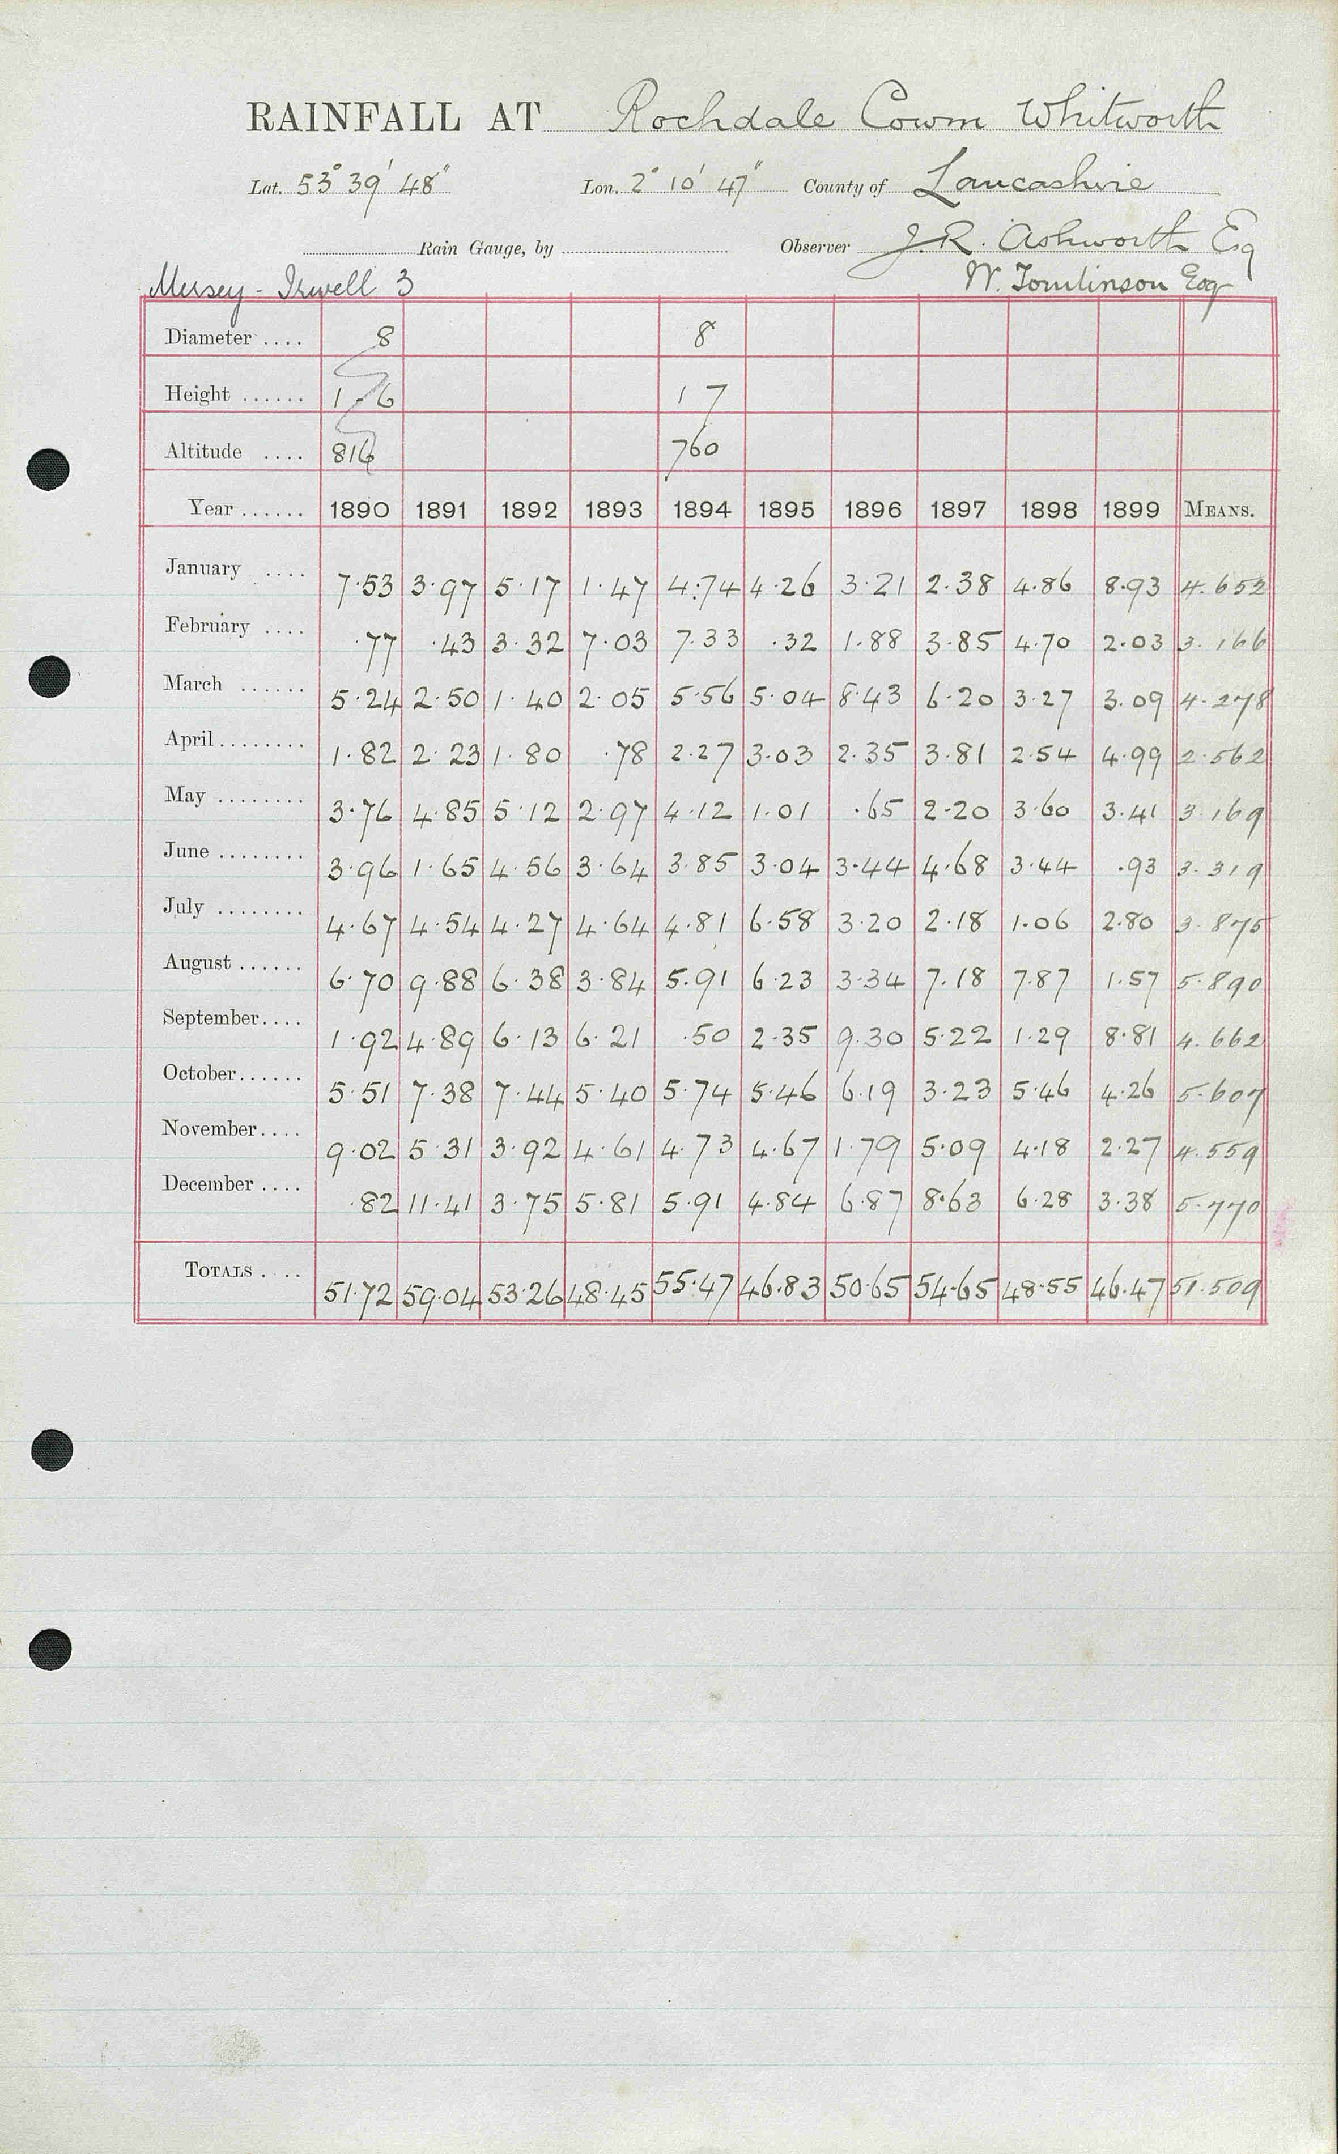 RAINFALL AT Rochdale Cowm Whitworth
Lat. 53° 39' 48" Lon. 2° 10' 47" County of Lancashire
Rain Gauge, by Observer J.R. Ashworth Esq
Mersey - Irwell 3 W. Tomlinson Esq
Diameter .... 8 8
Height ...... 1-6 1 7
Altitude .... 816 760
Year ...... 1890 1891 1892 1893 1894 1895 1896 1897 1898 1899 MEANS.
January .... 7.53 3.97 5.17 1.47 4.74 4.26 3.21 2.38 4.86 8.93 4.652
February .... .77 .43 3.32 7.03 7.33 .32 1.88 3.85 4.70 2.03 3.166
March ...... 5.24 2.50 1.40 2.05 5.56 5.04 8.43 6.20 3.27 3.09 4.278
April ........ 1.82 2.23 1.80 .78 2.27 3.03 2.35 3.81 2.54 4.99 2.562
May ........ 3.76 4.85 5.12 2.97 4.12 1.01 .65 2.20 3.60 3.41 3.169
June ........ 3.96 1.65 4.56 3.64 3.85 3.04 3.44 4.68 3.44 .93 3.319
July ........ 4.67 4.54 4.27 4.64 4.81 6.58 3.20 2.18 1.06 2.80 3.875
August ...... 6.70 9.88 6.38 3.84 5.91 6.23 3.34 7.18 7.87 1.57 5.890
September.... 1.92 4.89 6.13 6.21 .50 2.35 9.30 5.22 1.29 8.81 4.662
October...... 5.51 7.38 7.44 5.40 5.74 5.46 6.19 3.23 5.46 4.26 5.607
November.... 9.02 5.31 3.92 4.61 4.73 4.67 1.79 5.09 4.18 2.27 4.559
December .... .82 11.41 3.75 5.81 5.91 4.84 6.87 8.63 6.28 3.38 5.770
TOTALS .... 51.72 59.04 53.26 48.45 55.47 46.83 50.65 54.65 48.55 46.47 51.509